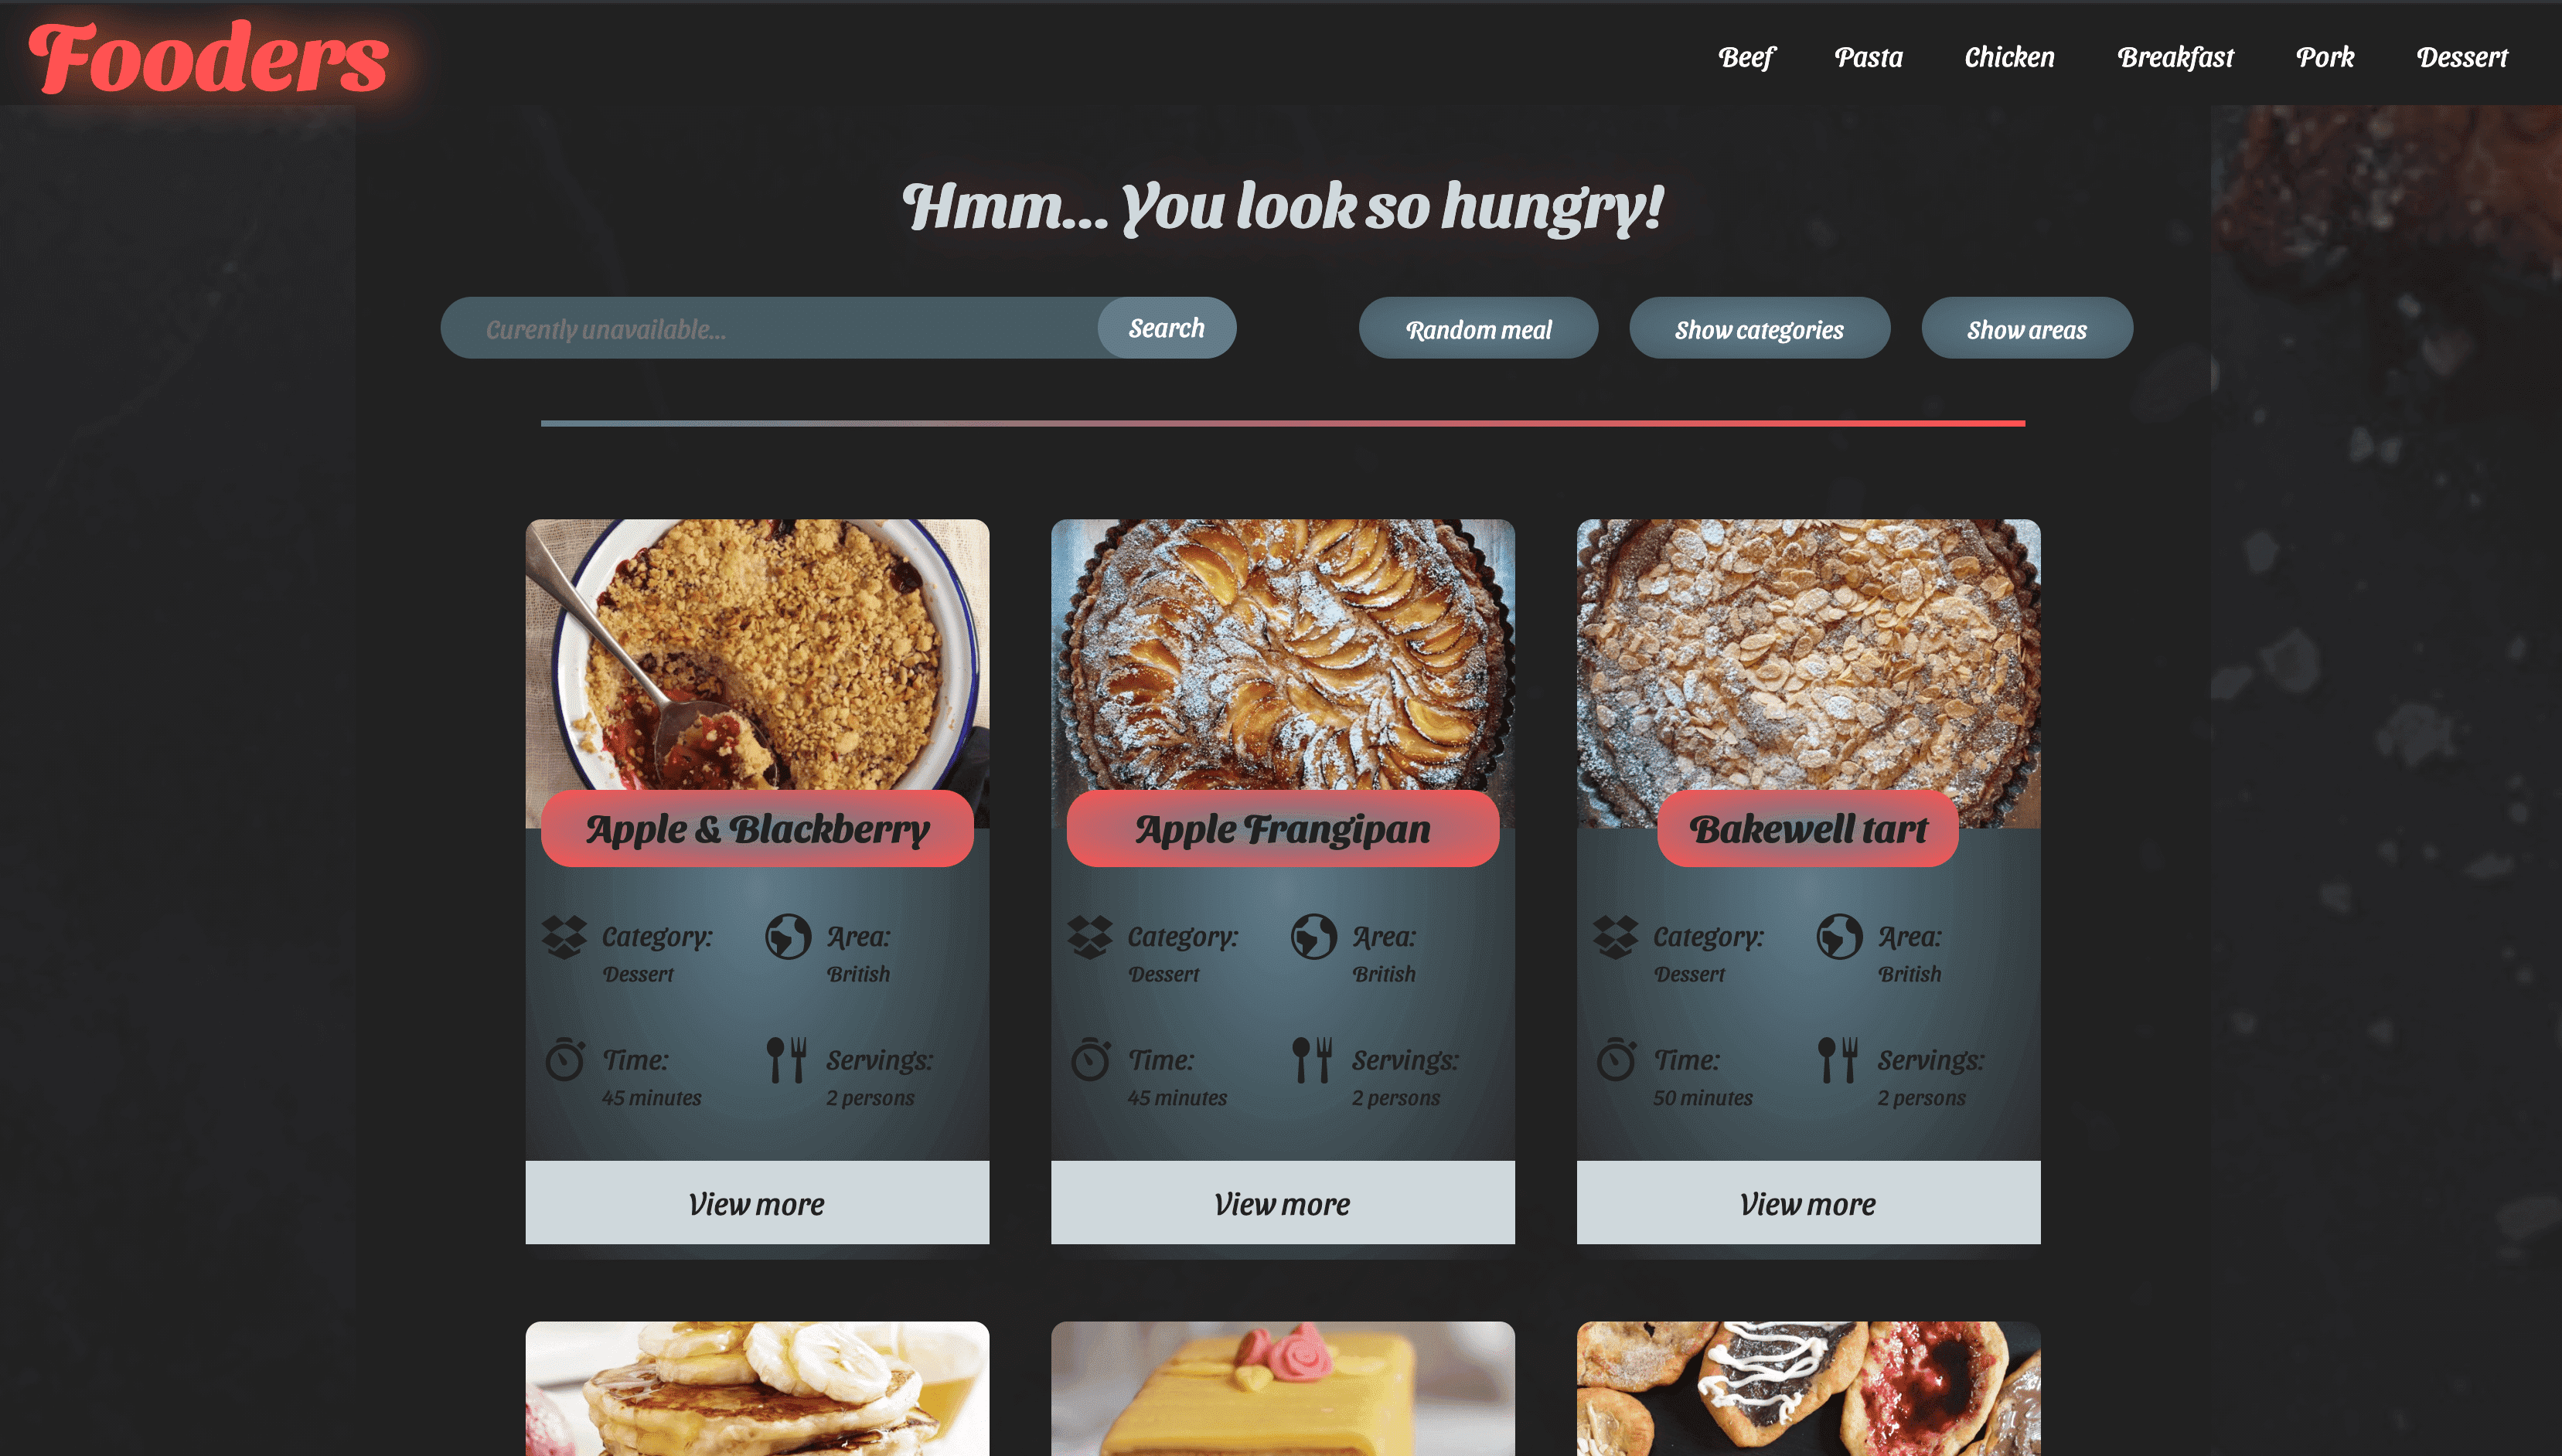 Fooders
Beef Pasta Chicken Breakfast Pork Dessert
Hmm... You look so hungry!
Curently unavailable...
Search
Random meal
Show categories
Show areas
Apple & Blackberry
Category:
Dessert
Area:
British
Time:
45 minutes
Servings:
2 persons
View more
Apple Frangipan
Category:
Dessert
Area:
British
Time:
45 minutes
Servings:
2 persons
View more
Bakewell tart
Category:
Dessert
Area:
British
Time:
50 minutes
Servings:
2 persons
View more